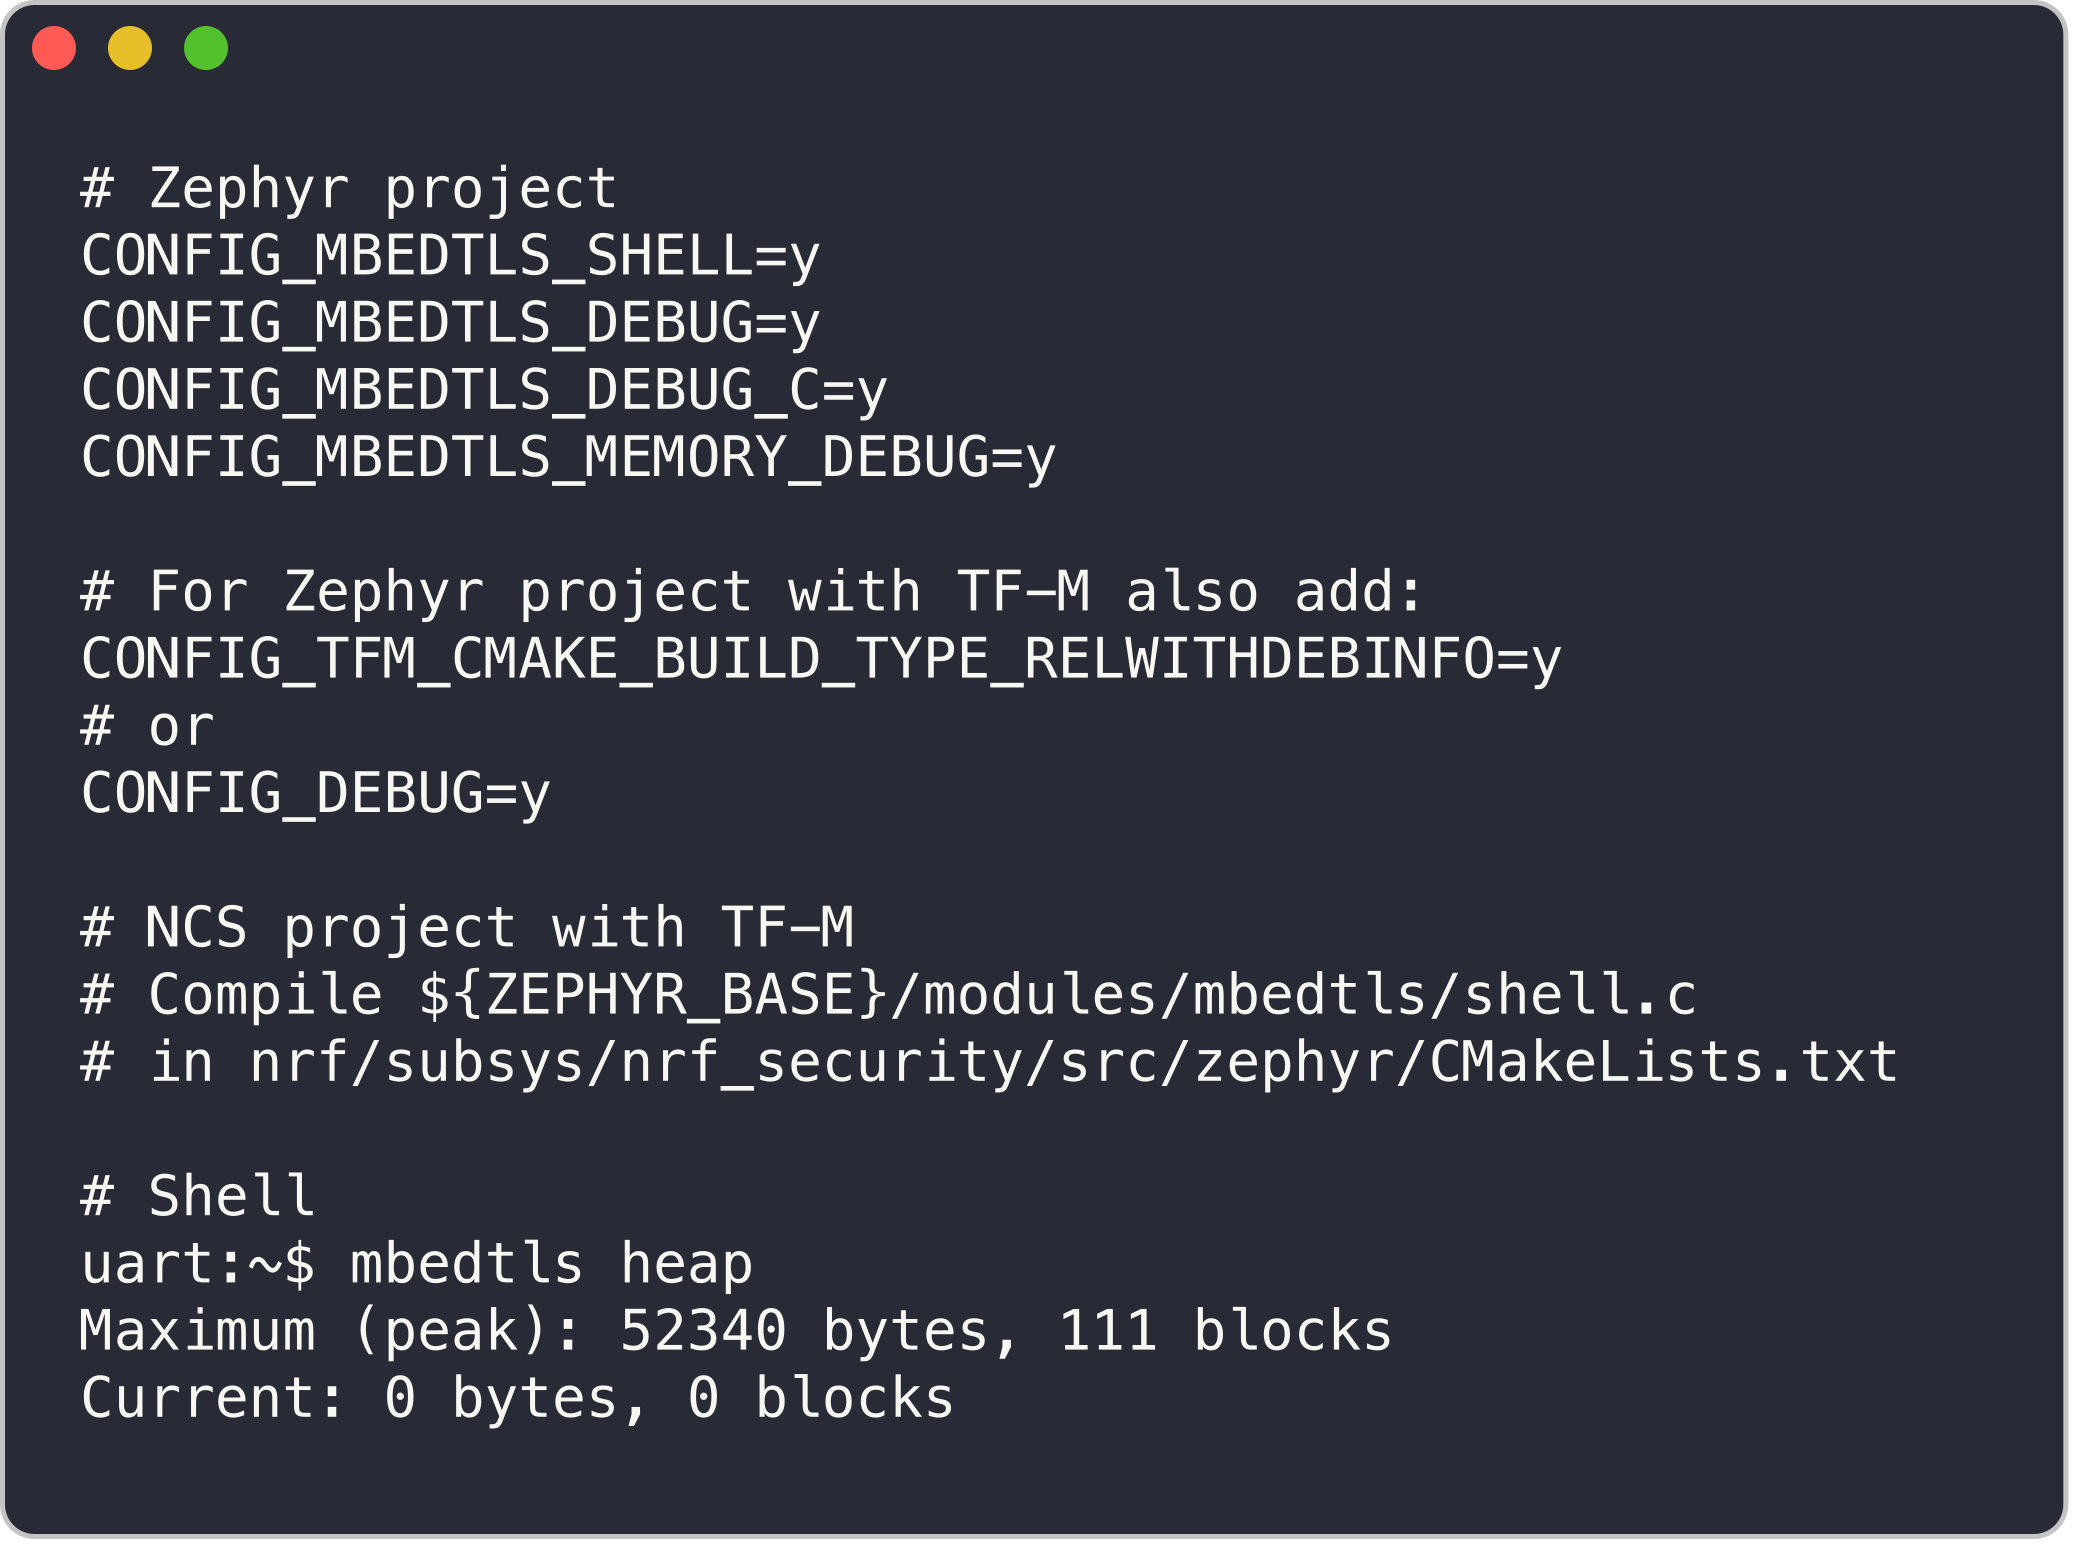 # Zephyr project
CONFIG_MBEDTLS_SHELL=y
CONFIG_MBEDTLS_DEBUG=y
CONFIG_MBEDTLS_DEBUG_C=y
CONFIG_MBEDTLS_MEMORY_DEBUG=y
# For Zephyr project with TF-M also add:
CONFIG_TFM_CMAKE_BUILD_TYPE_RELWITHDEBINFO=y
# or
CONFIG_DEBUG=y
# NCS project with TF-M
# Compile ${ZEPHYR_BASE}/modules/mbedtls/shell.c
# in nrf/subsys/nrf_security/src/zephyr/CMakeLists.txt
# Shell
uart:~$ mbedtls heap
Maximum (peak): 52340 bytes, 111 blocks
Current: 0 bytes, 0 blocks